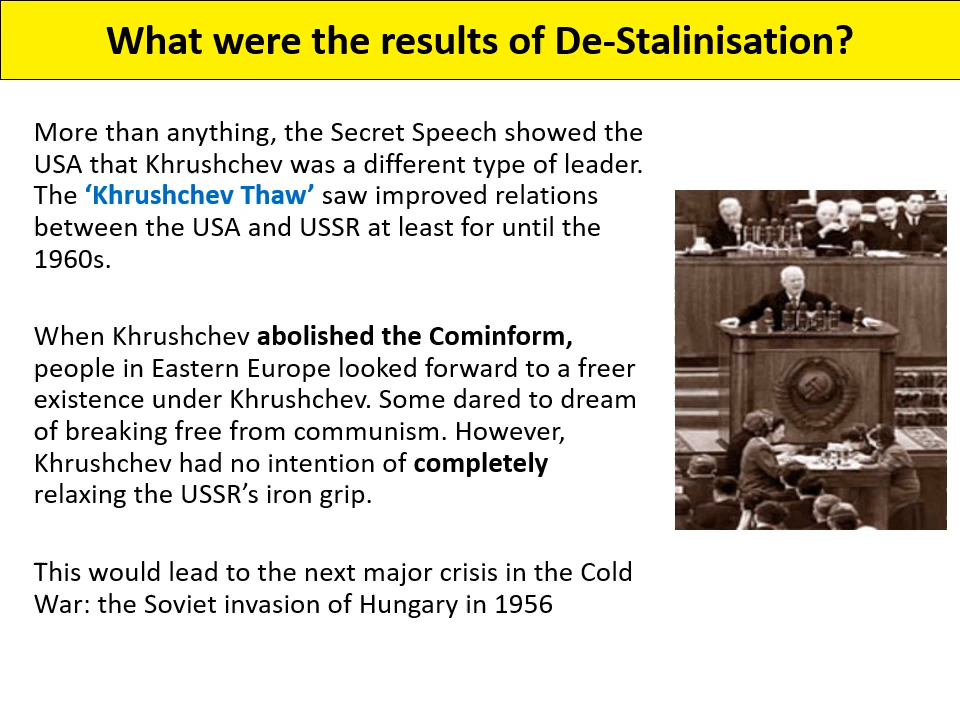 What were the results of De-Stalinisation?
More than anything, the Secret Speech showed the
USA that Khrushchev was a different type of leader.
The ‘Khrushchev Thaw’ saw improved relations
between the USA and USSR at least for until the
1960s.
When Khrushchev abolished the Cominform,
people in Eastern Europe looked forward to a freer
existence under Khrushchev. Some dared to dream
of breaking free from communism. However,
Khrushchev had no intention of completely
relaxing the USSR’s iron grip.
This would lead to the next major crisis in the Cold
War: the Soviet invasion of Hungary in 1956